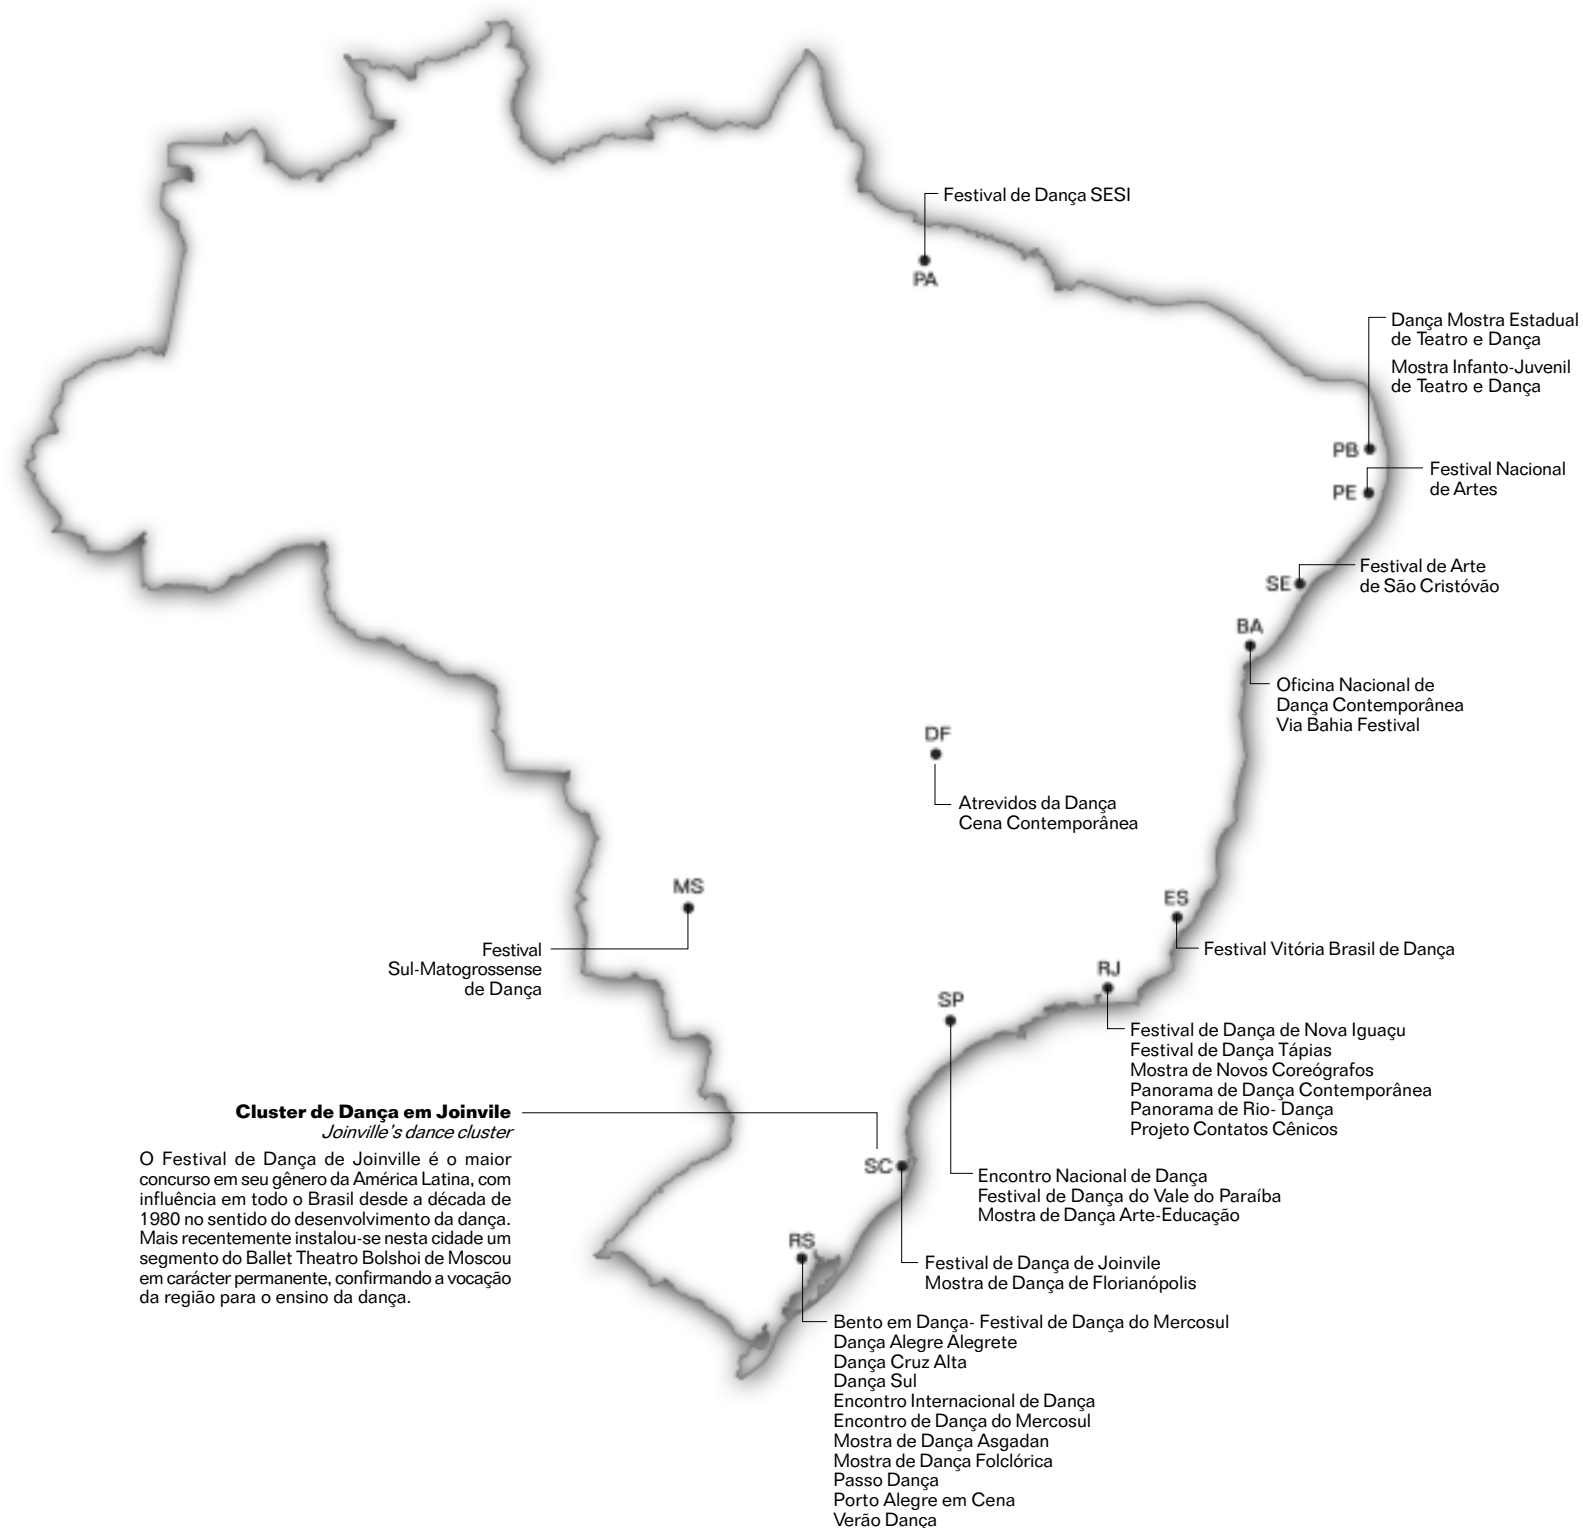 Festival de Dança SESI
PA
Dança Mostra Estadual
de Teatro e Dança
Mostra Infanto-Juvenil
de Teatro e Dança
PB
Festival Nacional
de Artes
PE
Festival de Arte
de São Cristóvão
SE
BA
Oficina Nacional de
Dança Contemporânea
Via Bahia Festival
DF
Atrevidos da Dança
Cena Contemporânea
MS
Festival
Sul-Matogrossense
de Dança
ES
Festival Vitória Brasil de Dança
RJ
Festival de Dança de Nova Iguaçu
Festival de Dança Tápias
Mostra de Novos Coreógrafos
Panorama de Dança Contemporânea
Panorama de Rio- Dança
Projeto Contatos Cênicos
SP
Encontro Nacional de Dança
Festival de Dança do Vale do Paraíba
Mostra de Dança Arte-Educação
Cluster de Dança em Joinvile
Joinville's dance cluster
O Festival de Dança de Joinville é o maior
concurso em seu gênero da América Latina, com
influência em todo o Brasil desde a década de
1980 no sentido do desenvolvimento da dança.
Mais recentemente instalou-se nesta cidade um
segmento do Ballet Theatro Bolshoi de Moscou
em carácter permanente, confirmando a vocação
da região para o ensino da dança.
SC
Festival de Dança de Joinvile
Mostra de Dança de Florianópolis
RS
Bento em Dança- Festival de Dança do Mercosul
Dança Alegre Alegrete
Dança Cruz Alta
Dança Sul
Encontro Internacional de Dança
Encontro de Dança do Mercosul
Mostra de Dança Asgadan
Mostra de Dança Folclórica
Passo Dança
Porto Alegre em Cena
Verão Dança